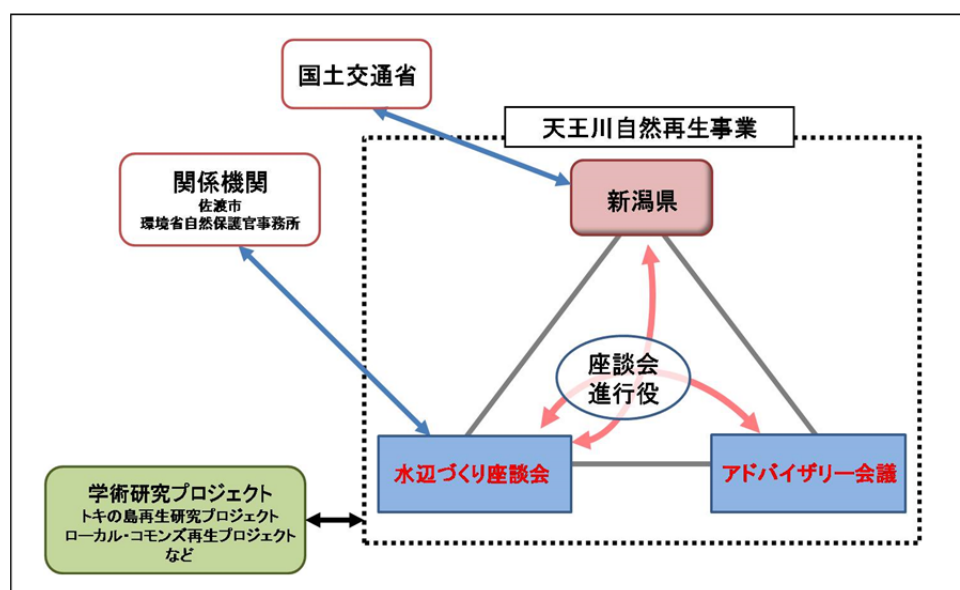 国土交通省
天王川自然再生事業
関係機関
佐渡市
環境省自然保護官事務所
新潟県
座談会
進行役
水辺づくり座談会
アドバイザリー会議
学術研究プロジェクト
トキの島再生研究プロジェクト
ローカル・コモンズ再生プロジェクト
など